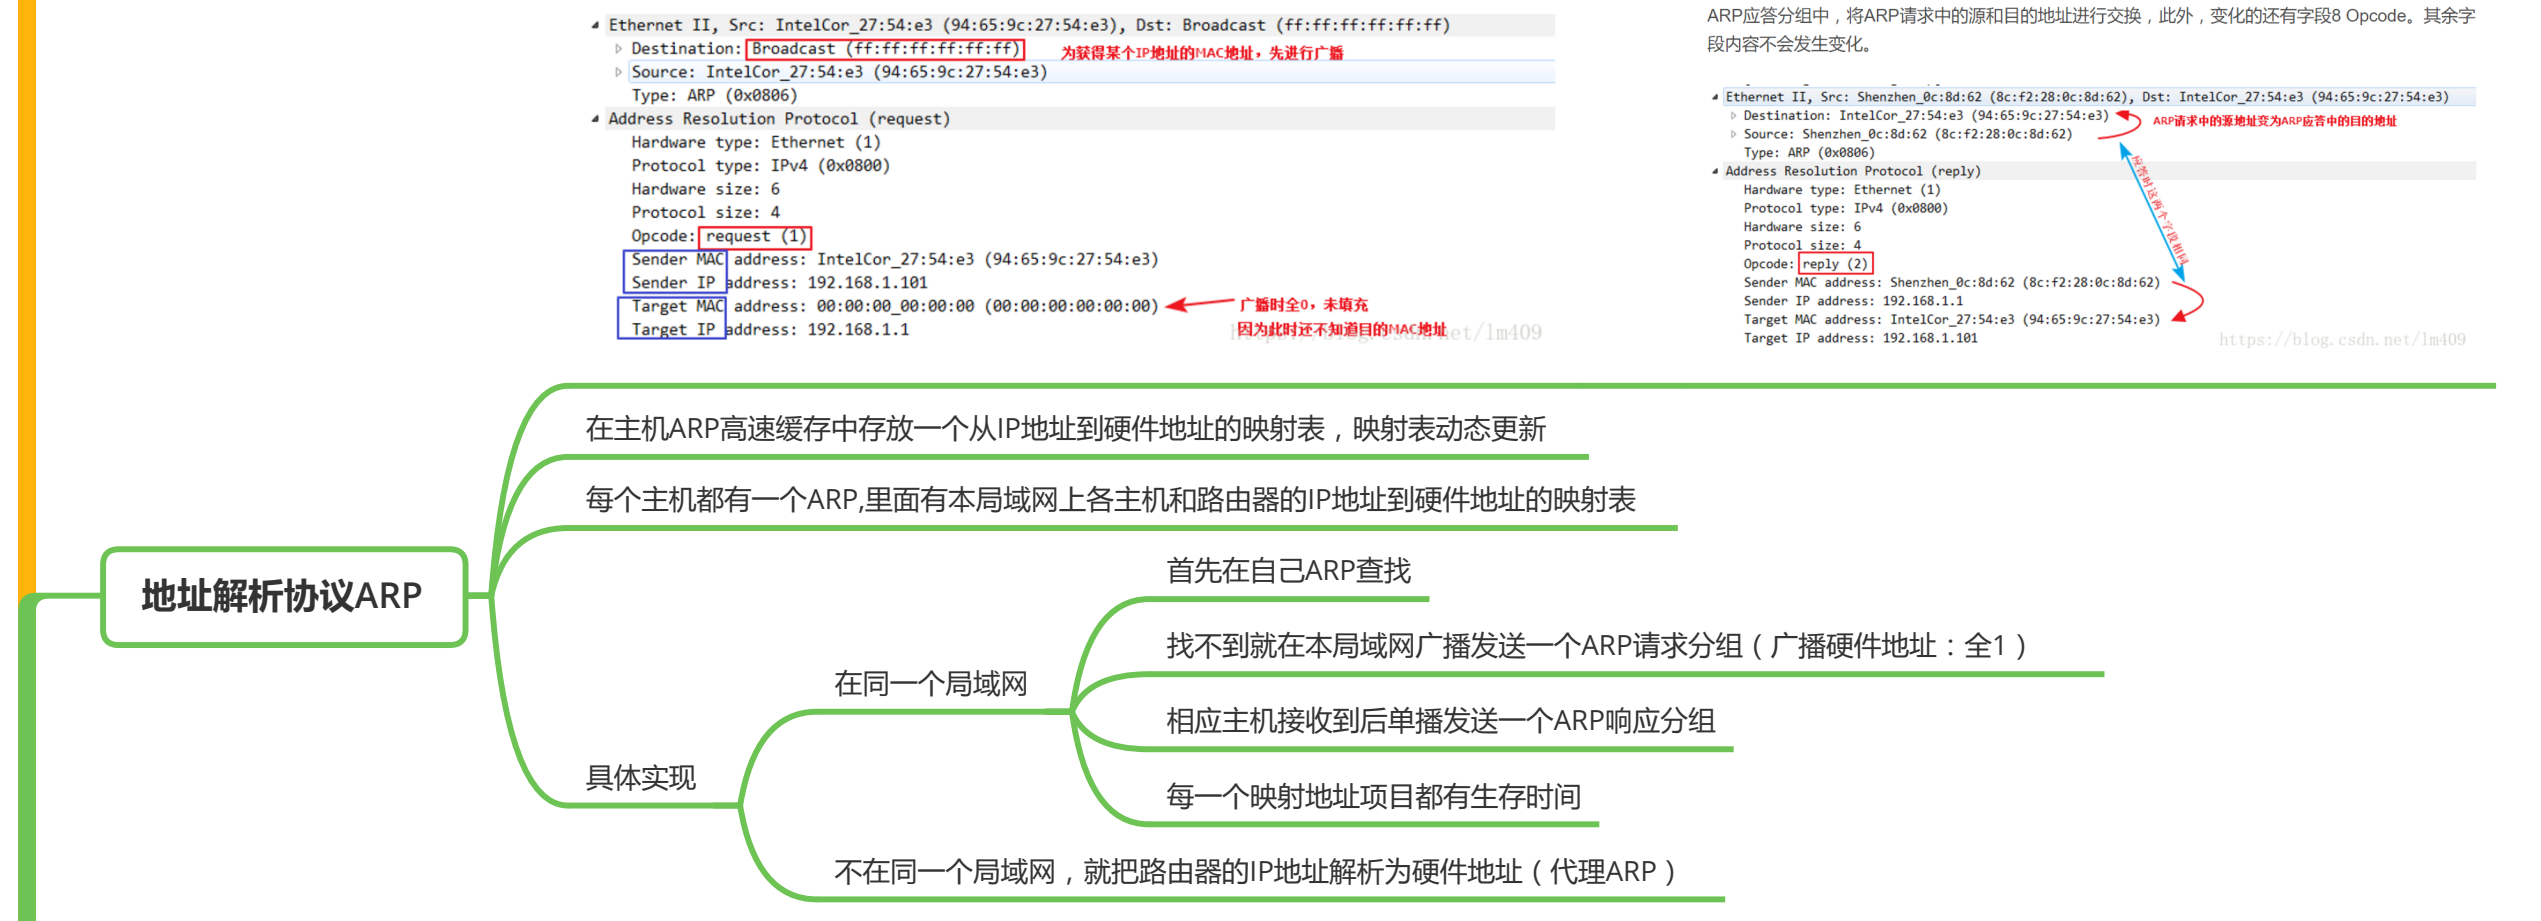 Ethernet II, Src: IntelCor_27:54:e3 (94:65:9c:27:54:e3), Dst: Broadcast (ff:ff:ff:ff:ff:ff)
Destination: Broadcast (ff:ff:ff:ff:ff:ff)
为获得某个IP地址的MAC地址，先进行广播
Source: IntelCor_27:54:e3 (94:65:9c:27:54:e3)
Type: ARP (0x0806)
Address Resolution Protocol (request)
Hardware type: Ethernet (1)
Protocol type: IPv4 (0x0800)
Hardware size: 6
Protocol size: 4
Opcode: request (1)
Sender MAC address: IntelCor_27:54:e3 (94:65:9c:27:54:e3)
Sender IP address: 192.168.1.101
Target MAC address: 00:00:00_00:00:00 (00:00:00:00:00:00)
广播时全0，未填充
Target IP address: 192.168.1.1
因为此时还不知道目的MAC地址
ARP应答分组中，将ARP请求中的源和目的地址进行交换，此外，变化的还有字段8 Opcode。其余字
段内容不会发生变化。
Ethernet II, Src: Shenzhen_0c:8d:62 (8c:f2:28:0c:8d:62), Dst: IntelCor_27:54:e3 (94:65:9c:27:54:e3)
Destination: IntelCor_27:54:e3 (94:65:9c:27:54:e3)
ARP请求中的源地址变为ARP应答中的目的地址
Source: Shenzhen_0c:8d:62 (8c:f2:28:0c:8d:62)
Type: ARP (0x0806)
应答时这两个字段相同
Address Resolution Protocol (reply)
Hardware type: Ethernet (1)
Protocol type: IPv4 (0x0800)
Hardware size: 6
Protocol size: 4
Opcode: reply (2)
Sender MAC address: Shenzhen_0c:8d:62 (8c:f2:28:0c:8d:62)
Sender IP address: 192.168.1.1
Target MAC address: IntelCor_27:54:e3 (94:65:9c:27:54:e3)
Target IP address: 192.168.1.101
https://blog.csdn.net/lm409
地址解析协议ARP
在主机ARP高速缓存中存放一个从IP地址到硬件地址的映射表，映射表动态更新
每个主机都有一个ARP,里面有本局域网上各主机和路由器的IP地址到硬件地址的映射表
具体实现
在同一个局域网
首先在自己ARP查找
找不到就在本局域网广播发送一个ARP请求分组（广播硬件地址：全1）
相应主机接收到后单播发送一个ARP响应分组
每一个映射地址项目都有生存时间
不在同一个局域网，就把路由器的IP地址解析为硬件地址（代理ARP）